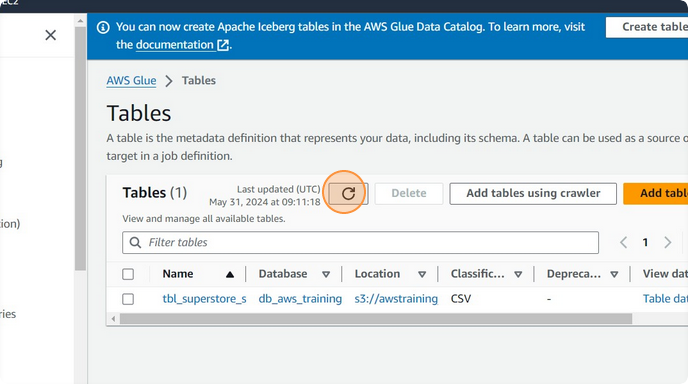 EC2
You can now create Apache Iceberg tables in the AWS Glue Data Catalog. To learn more, visit
the documentation
Create table
AWS Glue > Tables
Tables
A table is the metadata definition that represents your data, including its schema. A table can be used as a source o
target in a job definition.
Tables (1)
Last updated (UTC)
May 31, 2024 at 09:11:18
Delete
Add tables using crawler
Add tabl
View and manage all available tables.
Filter tables
1
Name
Database
Location
Classific...
Depreca...
View dat
tbl_superstore_s
db_aws_training
s3://awstraining
CSV
-
Table dat
g
tion)
ries